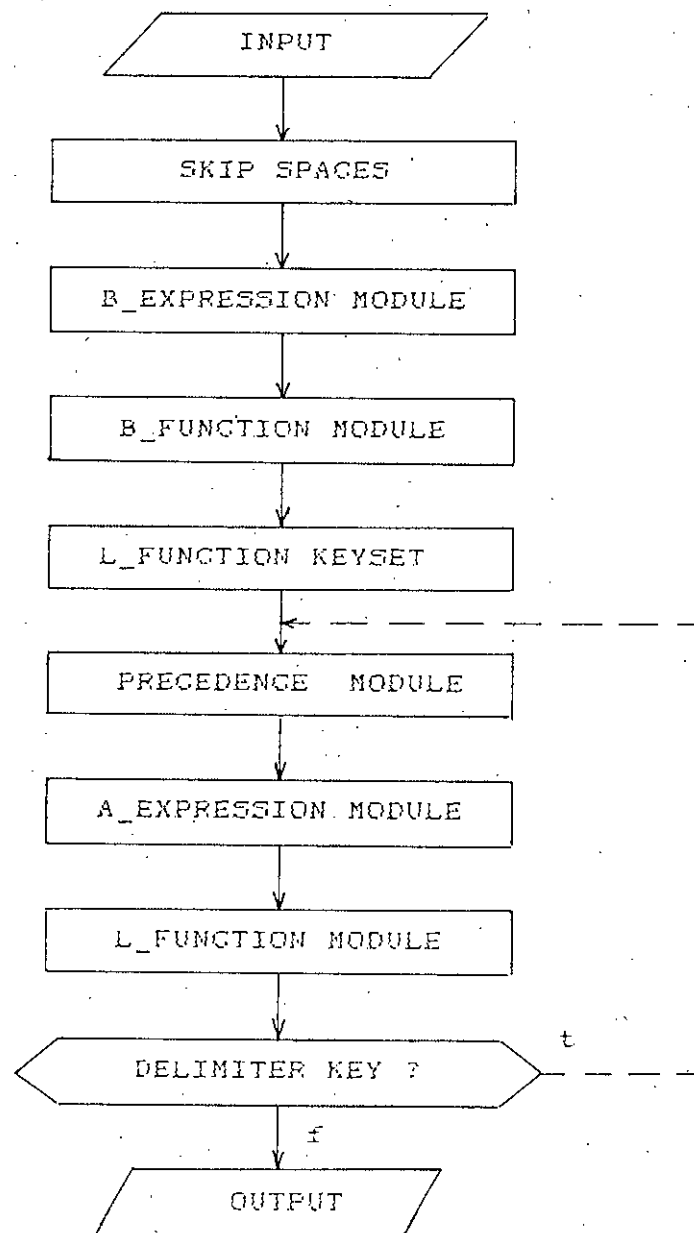 INPUT
SKIP SPACES
B_EXPRESSION MODULE
B_FUNCTION MODULE
L_FUNCTION KEYSET
PRECEDENCE MODULE
A_EXPRESSION MODULE
L_FUNCTION MODULE
DELIMITER KEY ?
t
f
OUTPUT